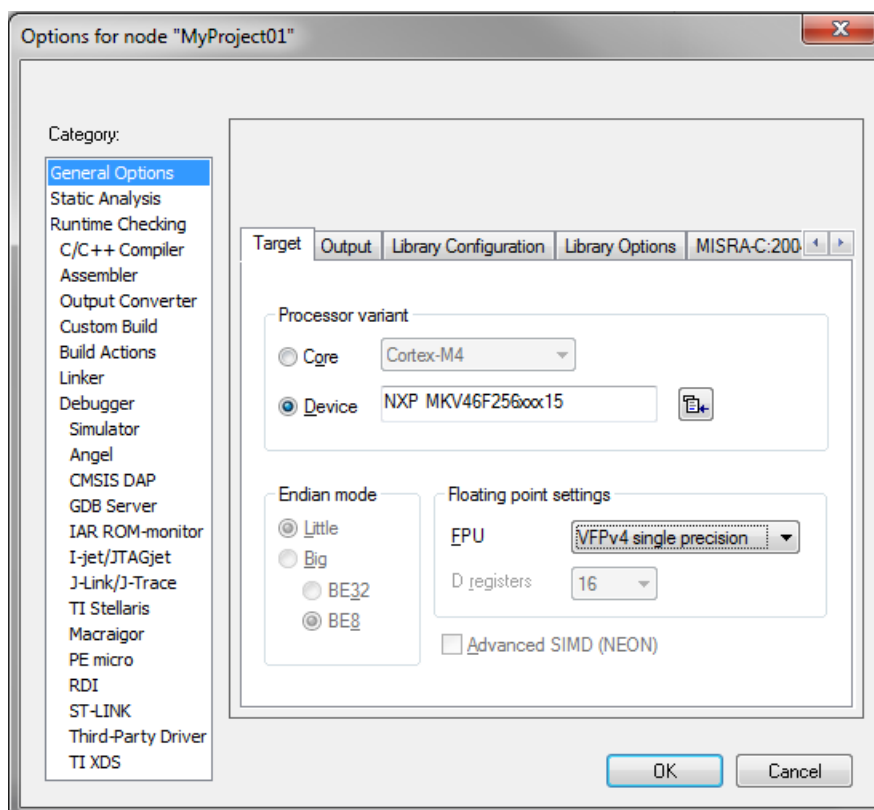 Options for node "MyProject01"
Category:
General Options
Static Analysis
Runtime Checking
C/C++ Compiler
Assembler
Output Converter
Custom Build
Build Actions
Linker
Debugger
Simulator
Angel
CMSIS DAP
GDB Server
IAR ROM-monitor
I-jet/JTAGjet
J-Link/J-Trace
TI Stellaris
Macraigor
PE micro
RDI
ST-LINK
Third-Party Driver
TI XDS
Target Output Library Configuration Library Options MISRA-C:200
Processor variant
Core Cortex-M4
Device NXP MKV46F256xxx15
Endian mode
Little
Big
BE32
BE8
Floating point settings
FPU VFPv4 single precision
D registers 16
Advanced SIMD (NEON)
OK Cancel